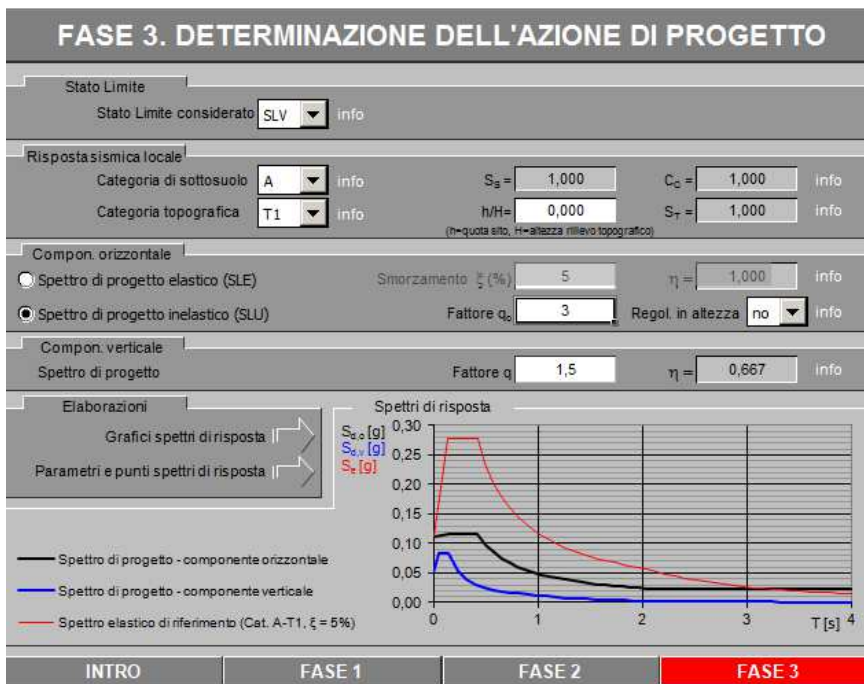 FASE 3. DETERMINAZIONE DELL'AZIONE DI PROGETTO
Stato Limite
Stato Limite considerato SLV info
Risposta sismica locale
Categoria di sottosuolo A info S_S = 1,000 C_C = 1,000 info
Categoria topografica T1 info h/H= 0,000 S_T = 1,000 info
(h=quota sito, H=altezza rilievo topografico)
Compon. orizzontale
Spettro di progetto elastico (SLE) Smorzamento ξ (%) 5 η = 1,000 info
Spettro di progetto inelastico (SLU) Fattore q_o 3 Regol. in altezza no info
Compon. verticale
Spettro di progetto Fattore q 1,5 η = 0,667 info
Elaborazioni
Grafici spettri di risposta
Parametri e punti spettri di risposta
Spettri di risposta
S_d,o [g]
S_d,v [g]
S_e [g]
0,30
0,25
0,20
0,15
0,10
0,05
0,00
0 1 2 3 4
T [s]
Spettro di progetto - componente orizzontale
Spettro di progetto - componente verticale
Spettro elastico di riferimento (Cat. A-T1, ξ = 5%)
INTRO FASE 1 FASE 2 FASE 3